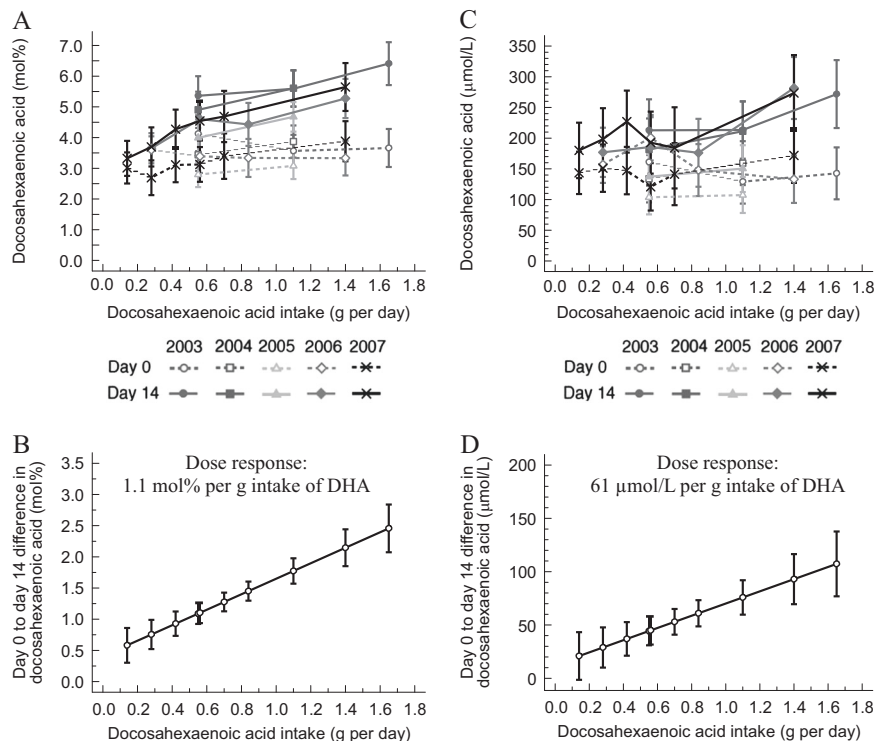 A
Docosahexaenoic acid (mol%)
7.0
6.0
5.0
4.0
3.0
2.0
1.0
0.0
0.0 0.2 0.4 0.6 0.8 1.0 1.2 1.4 1.6 1.8
Docosahexaenoic acid intake (g per day)
2003 2004 2005 2006 2007
Day 0
Day 14
B
Day 0 to day 14 difference in
docosahexaenoic acid (mol%)
3.5
3.0
2.5
2.0
1.5
1.0
0.5
0.0
Dose response:
1.1 mol% per g intake of DHA
0.0 0.2 0.4 0.6 0.8 1.0 1.2 1.4 1.6 1.8
Docosahexaenoic acid intake (g per day)
C
Docosahexaenoic acid (μmol/L)
350
300
250
200
150
100
50
0
0.0 0.2 0.4 0.6 0.8 1.0 1.2 1.4 1.6 1.8
Docosahexaenoic acid intake (g per day)
2003 2004 2005 2006 2007
Day 0
Day 14
D
Day 0 to day 14 difference in
docosahexaenoic acid (μmol/L)
200
150
100
50
0
Dose response:
61 μmol/L per g intake of DHA
0.0 0.2 0.4 0.6 0.8 1.0 1.2 1.4 1.6 1.8
Docosahexaenoic acid intake (g per day)